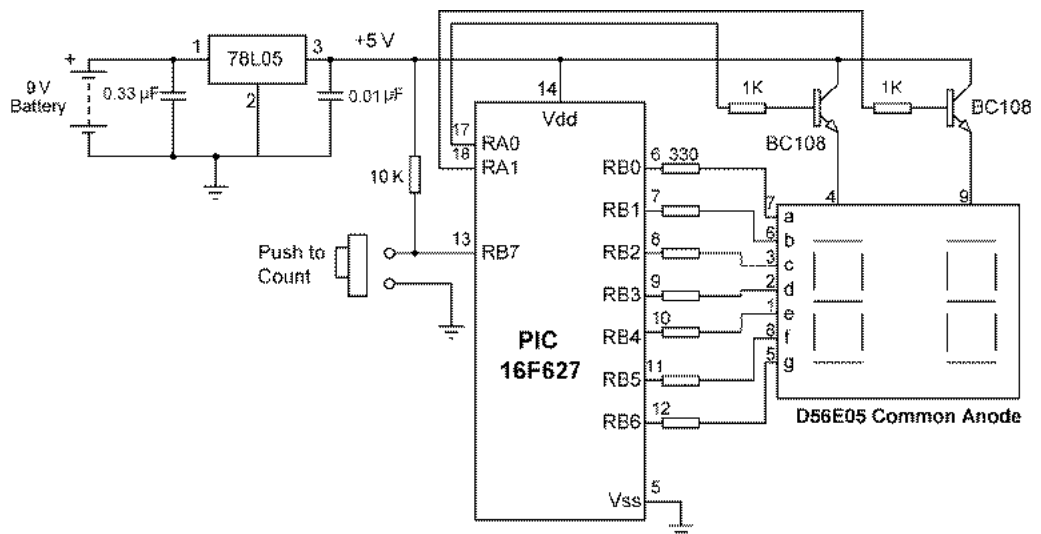 +5 V
1
78L05
3
+
9 V
Battery
0.33 µF
2
0.01µF
14
Vdd
1K
1K
BC108
BC108
17
RA0
18
RA1
10 K
RB0
6
330
4
9
7
a
RB1
7
6
b
Push to
Count
13
RB7
RB2
8
3
c
RB3
9
2
d
RB4
10
1
e
PIC
16F627
8
f
RB5
11
5
g
RB6
12
D56E05 Common Anode
Vss
5